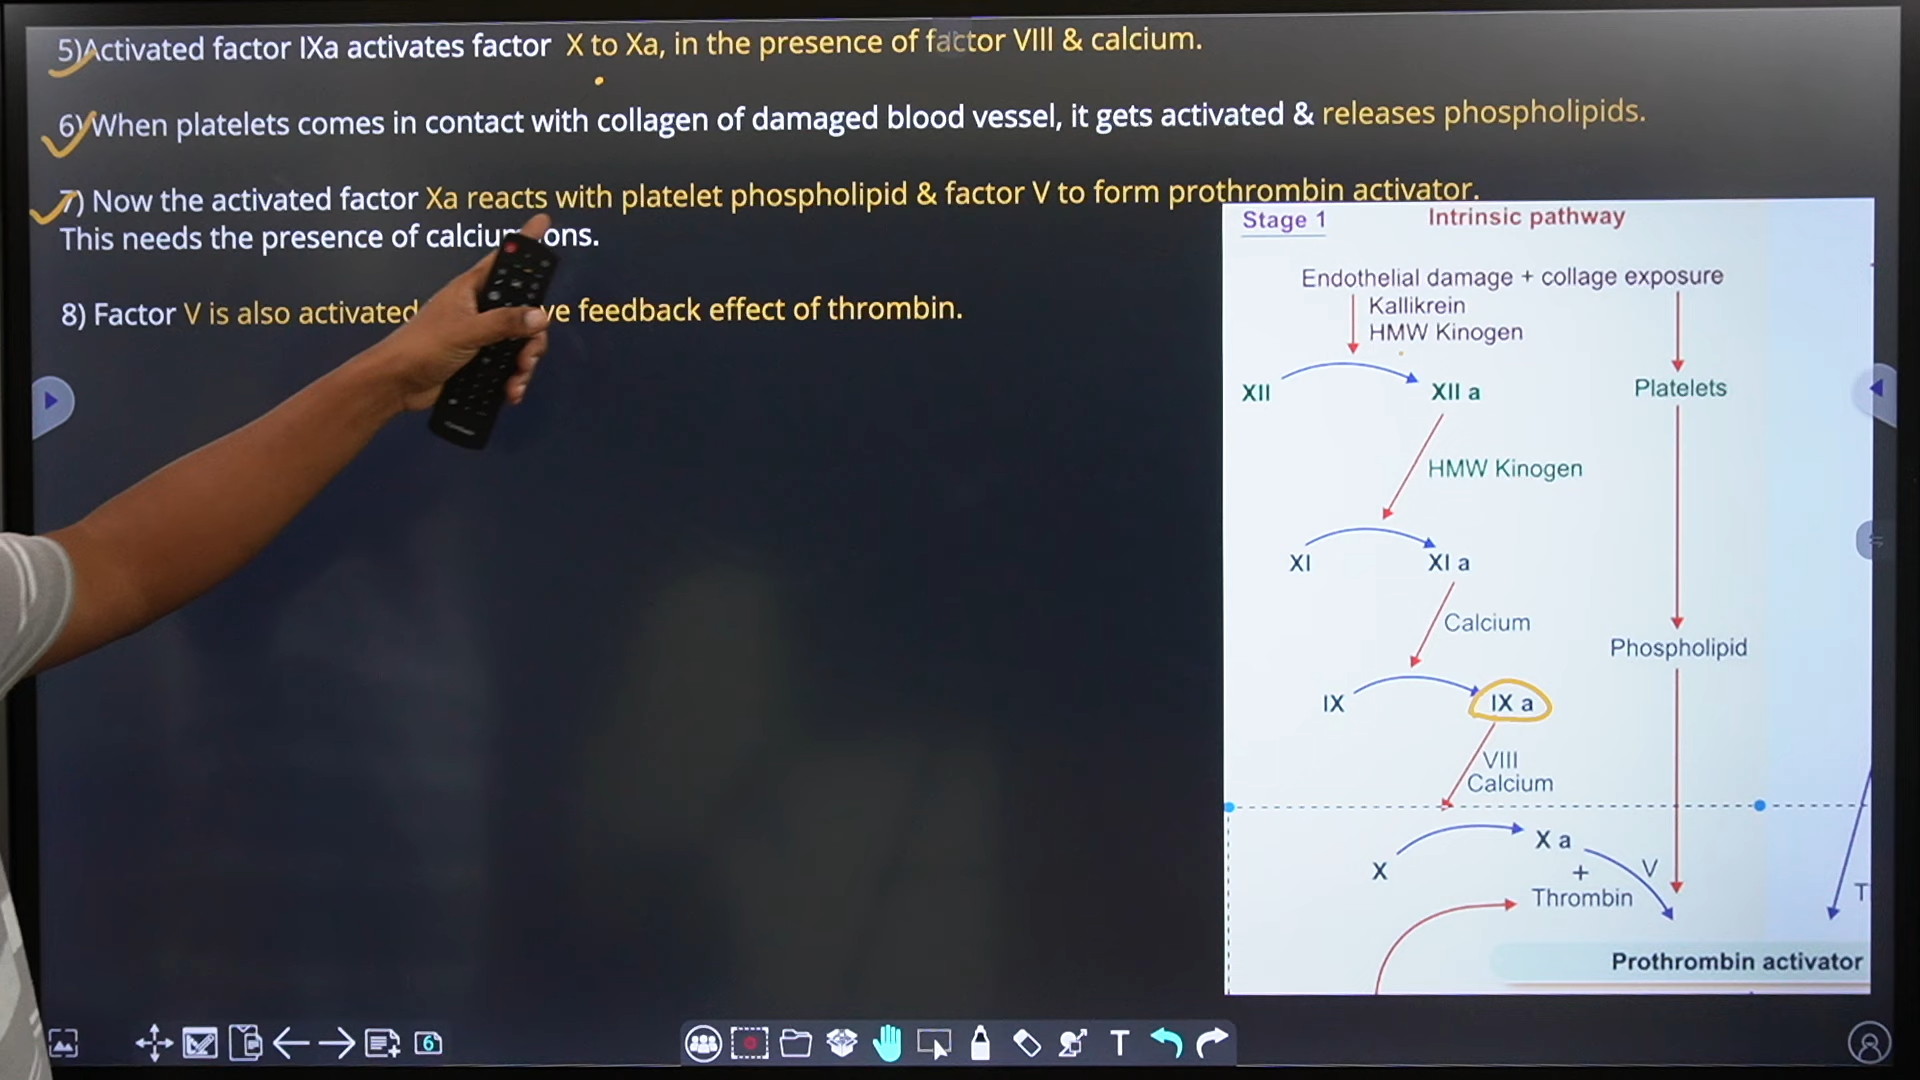 5)Activated factor IXa activates factor X to Xa, in the presence of factor VIII & calcium.
6) When platelets comes in contact with collagen of damaged blood vessel, it gets activated & releases phospholipids.
7) Now the activated factor Xa reacts with platelet phospholipid & factor V to form prothrombin activator.
This needs the presence of calcium ons.
8) Factor V is also activated ve feedback effect of thrombin.
Stage 1 Intrinsic pathway
Endothelial damage + collage exposure
Kallikrein
HMW Kinogen
XII XII a Platelets
HMW Kinogen
XI XI a
Calcium
Phospholipid
IX IX a
VIII
Calcium
X a
X + V
Thrombin T
Prothrombin activator
6 T